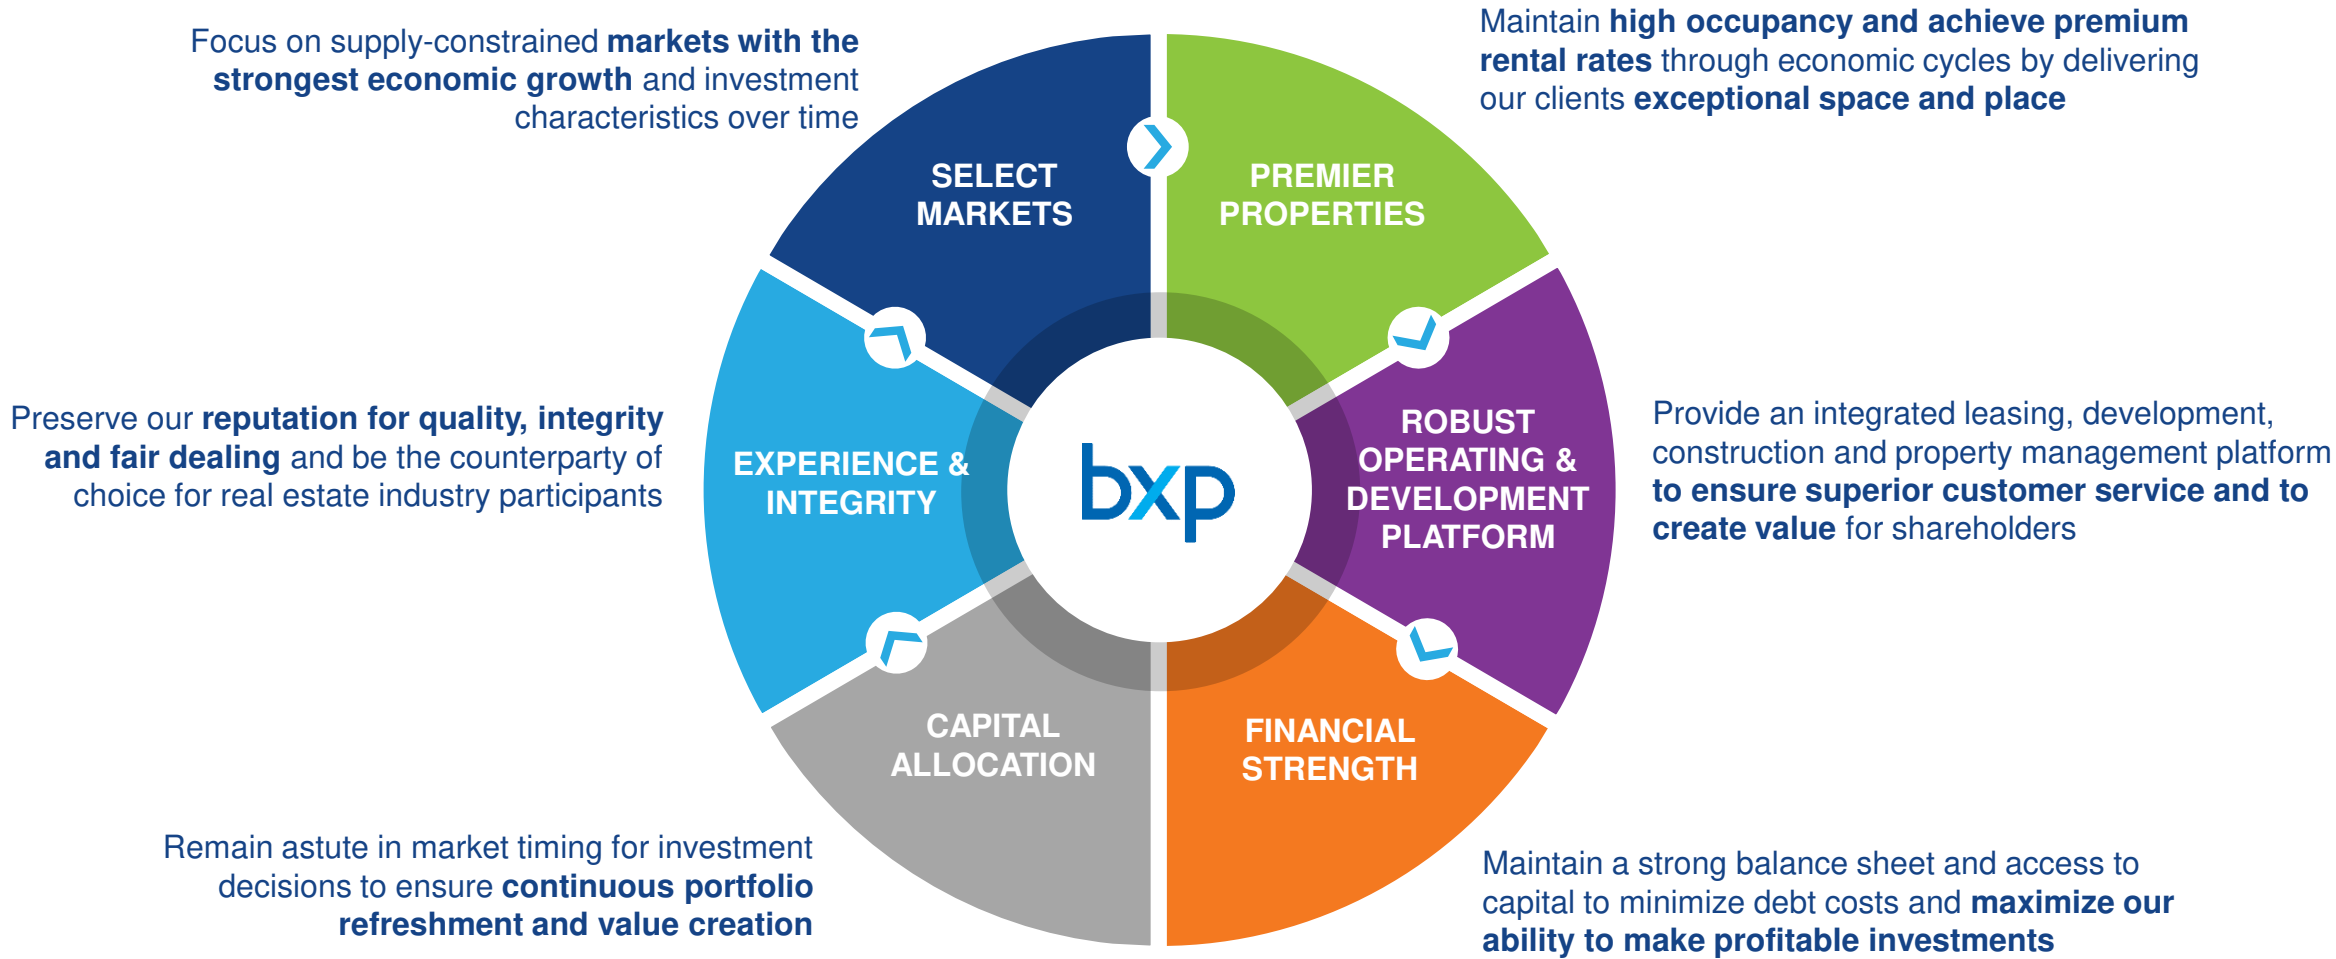 Focus on supply-constrained markets with the
strongest economic growth and investment
characteristics over time
Maintain high occupancy and achieve premium
rental rates through economic cycles by delivering
our clients exceptional space and place
SELECT
MARKETS
PREMIER
PROPERTIES
Preserve our reputation for quality, integrity
and fair dealing and be the counterparty of
choice for real estate industry participants
EXPERIENCE &
INTEGRITY
bxp
ROBUST
OPERATING &
DEVELOPMENT
PLATFORM
Provide an integrated leasing, development,
construction and property management platform
to ensure superior customer service and to
create value for shareholders
CAPITAL
ALLOCATION
FINANCIAL
STRENGTH
Remain astute in market timing for investment
decisions to ensure continuous portfolio
refreshment and value creation
Maintain a strong balance sheet and access to
capital to minimize debt costs and maximize our
ability to make profitable investments